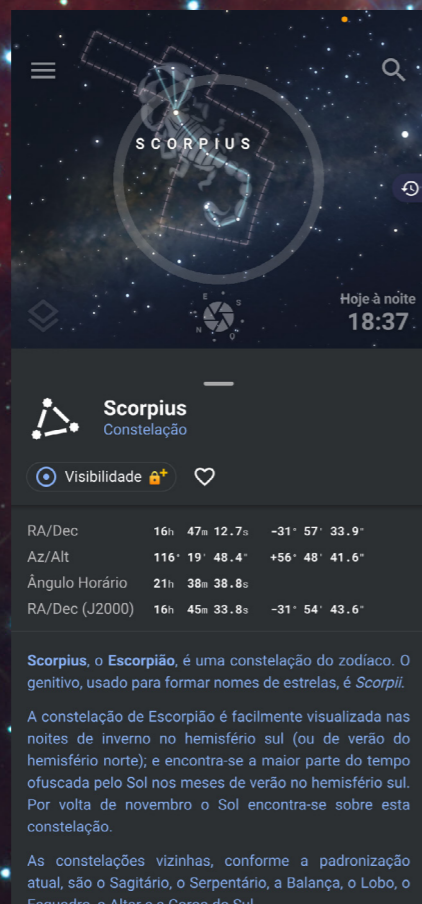 SCORPIUS
E S
N O
Hoje à noite
18:37
Scorpius
Constelação
Visibilidade
RA/Dec 16h 47m 12.7s -31° 57' 33.9"
Az/Alt 116° 19' 48.4" +56° 48' 41.6"
Ângulo Horário 21h 38m 38.8s
RA/Dec (J2000) 16h 45m 33.8s -31° 54' 43.6"
Scorpius, o Escorpião, é uma constelação do zodíaco. O
genitivo, usado para formar nomes de estrelas, é Scorpii.
A constelação de Escorpião é facilmente visualizada nas
noites de inverno no hemisfério sul (ou de verão do
hemisfério norte); e encontra-se a maior parte do tempo
ofuscada pelo Sol nos meses de verão no hemisfério sul.
Por volta de novembro o Sol encontra-se sobre esta
constelação.
As constelações vizinhas, conforme a padronização
atual, são o Sagitário, o Serpentário, a Balança, o Lobo, o
Esquadro, o Altar e a Coroa do Sul.